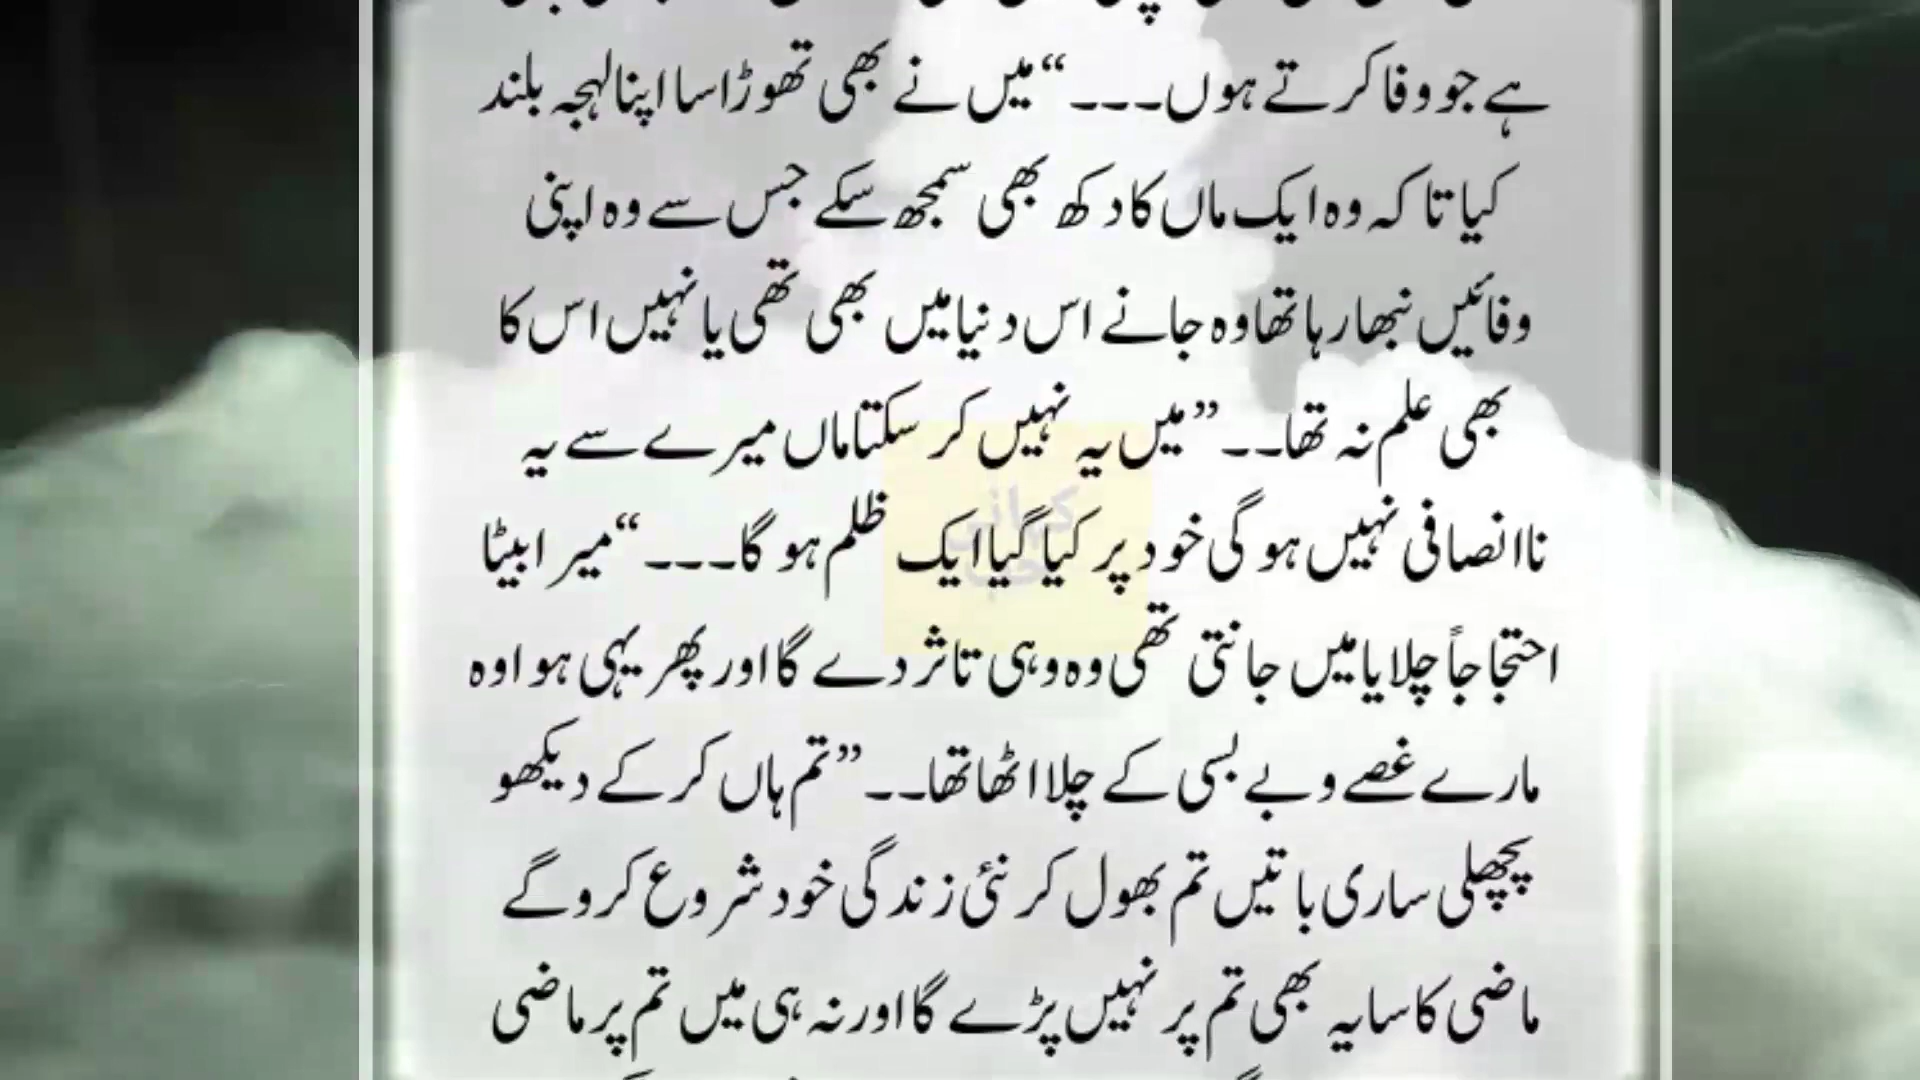 ہے جو وفا کرتے ہوں۔۔۔“ میں نے بھی تھوڑا سا اپنا لہجہ بلند
کیا تاکہ وہ ایک ماں کا دکھ بھی سمجھ سکے جس سے وہ اپنی
وفائیں نبھا رہا تھا وہ جانے اس دنیا میں بھی تھی یا نہیں اس کا
بھی علم نہ تھا۔۔”میں یہ نہیں کر سکتا ماں میرے سے یہ
ناانصافی نہیں ہو گی خود پر کیا گیا ایک ظلم ہو گا۔۔۔“ میرا بیٹا
احتجاجاً چلایا میں جانتی تھی وہ وہی تاثر دے گا اور پھر یہی ہوا وہ
مارے غصے و بے بسی کے چلا اٹھا تھا۔۔”تم ہاں کر کے دیکھو
پچھلی ساری باتیں تم بھول کر نئی زندگی خود شروع کرو گے
ماضی کا سایہ بھی تم پر نہیں پڑے گا اور نہ ہی میں تم پر ماضی